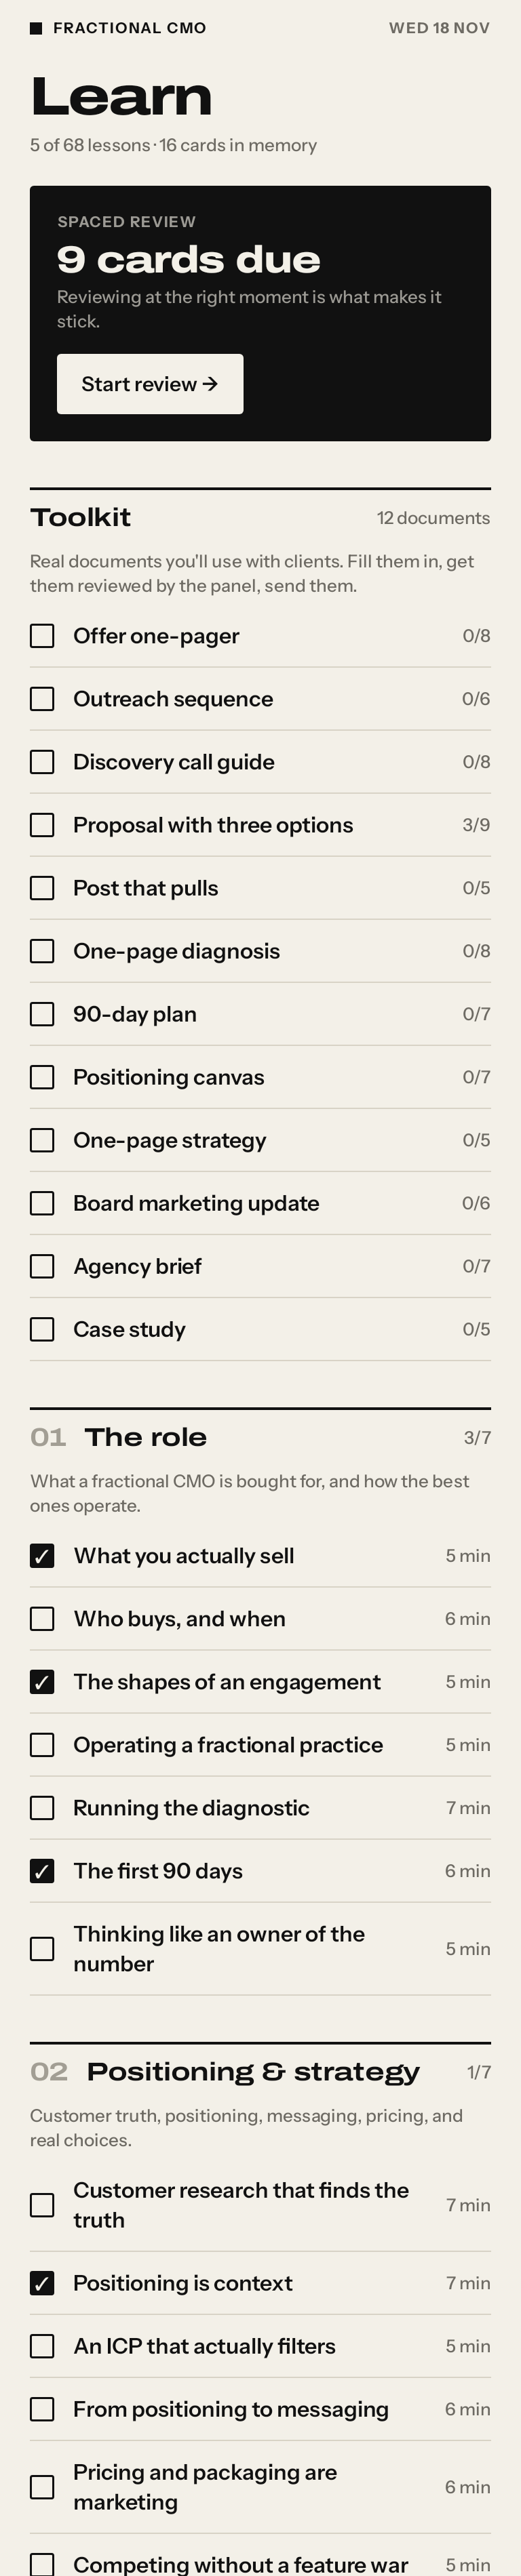 FRACTIONAL CMO
WED 18 NOV
Learn
5 of 68 lessons · 16 cards in memory
SPACED REVIEW
9 cards due
Reviewing at the right moment is what makes it
stick.
Start review →
Toolkit
12 documents
Real documents you'll use with clients. Fill them in, get
them reviewed by the panel, send them.
Offer one-pager 0/8
Outreach sequence 0/6
Discovery call guide 0/8
Proposal with three options 3/9
Post that pulls 0/5
One-page diagnosis 0/8
90-day plan 0/7
Positioning canvas 0/7
One-page strategy 0/5
Board marketing update 0/6
Agency brief 0/7
Case study 0/5
01 The role 3/7
What a fractional CMO is bought for, and how the best
ones operate.
✓ What you actually sell 5 min
Who buys, and when 6 min
✓ The shapes of an engagement 5 min
Operating a fractional practice 5 min
Running the diagnostic 7 min
✓ The first 90 days 6 min
Thinking like an owner of the
number
5 min
02 Positioning & strategy 1/7
Customer truth, positioning, messaging, pricing, and
real choices.
Customer research that finds the
truth
7 min
✓ Positioning is context 7 min
An ICP that actually filters 5 min
From positioning to messaging 6 min
Pricing and packaging are
marketing
6 min
Competing without a feature war 5 min